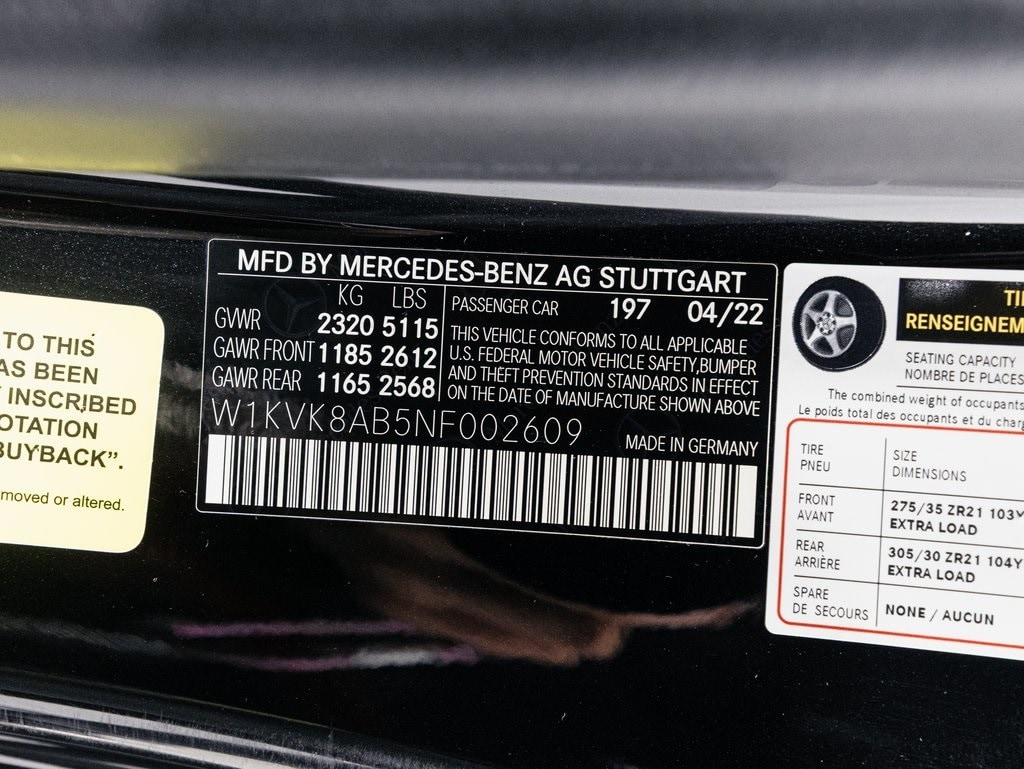 TO THIS
AS BEEN
INSCRIBED
OTATION
BUYBACK”.
moved or altered.
MFD BY MERCEDES-BENZ AG STUTTGART
KG LBS
GVWR 2320 5115
GAWR FRONT 1185 2612
GAWR REAR 1165 2568
PASSENGER CAR 197 04/22
THIS VEHICLE CONFORMS TO ALL APPLICABLE
U.S. FEDERAL MOTOR VEHICLE SAFETY,BUMPER
AND THEFT PREVENTION STANDARDS IN EFFECT
ON THE DATE OF MANUFACTURE SHOWN ABOVE
W1KVK8AB5NF002609
MADE IN GERMANY
TI
RENSEIGNEM
SEATING CAPACITY
NOMBRE DE PLACES
The combined weight of occupants
Le poids total des occupants et du charg
TIRE
PNEU
SIZE
DIMENSIONS
FRONT
AVANT
275/35 ZR21 103Y
EXTRA LOAD
REAR
ARRIÈRE
305/30 ZR21 104Y
EXTRA LOAD
SPARE
DE SECOURS
NONE / AUCUN